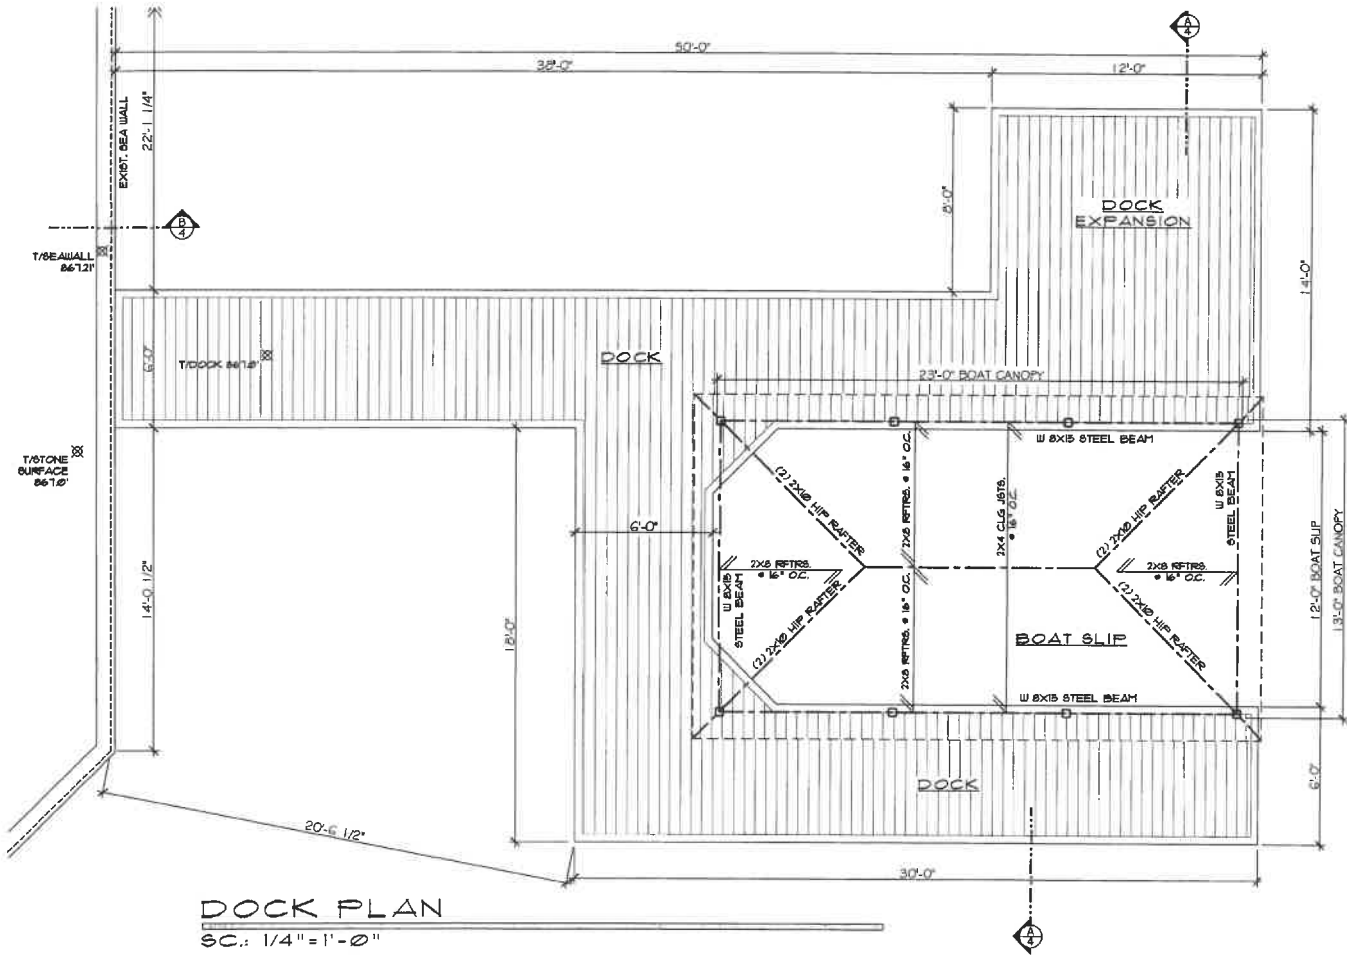 A
4
50'-0"
38'-0"
12'-0"
EXIST. SEA WALL
22'-1 1/4"
8'-0"
DOCK
EXPANSION
B
4
T/SEAWALL
867.21'
14'-0"
6'-0"
T/DOCK 867.0'
DOCK
23'-0" BOAT CANOPY
W 8X15 STEEL BEAM
T/STONE
SURFACE
867.0'
(2) 2X10 HIP RAFTER
2X8 RFTRS. @ 16" O.C.
2X4 CLG JSTS.
@ 16" O.C.
(2) 2X10 HIP RAFTER
W 8X15
STEEL BEAM
6'-0"
2X8 RFTRS.
@ 16" O.C.
2X8 RFTRS.
@ 16" O.C.
12'-0" BOAT SLIP
13'-0" BOAT CANOPY
14'-0 1/2"
18'-0"
W 8X15
STEEL BEAM
(2) 2X10 HIP RAFTER
2X8 RFTRS. @ 16" O.C.
(2) 2X10 HIP RAFTER
BOAT SLIP
W 8X15 STEEL BEAM
DOCK
6'-0"
20'-6 1/2"
30'-0"
DOCK PLAN
SC.: 1/4"=1'-0"
A
4